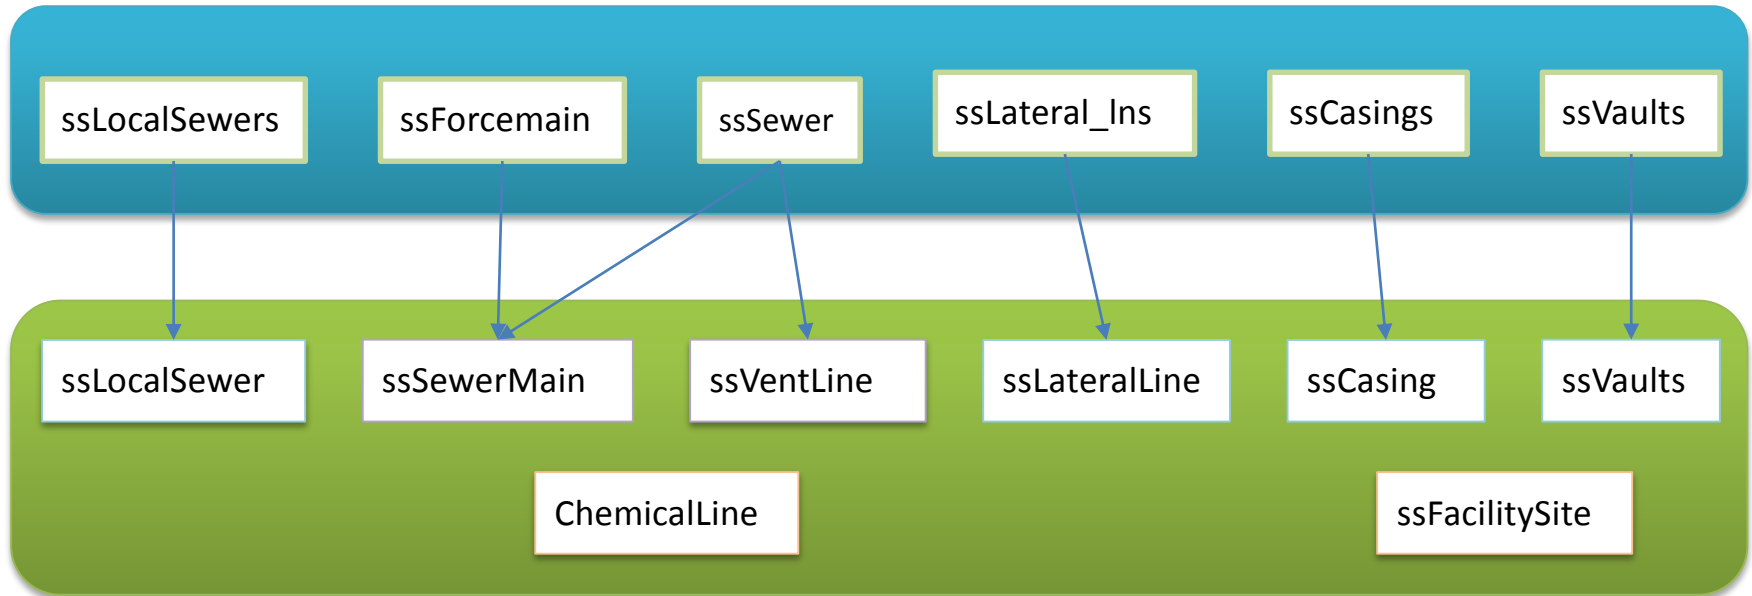 ssLocalSewers
ssForcemain
ssSewer
ssLateral_lns
ssCasings
ssVaults
ssLocalSewer
ssSewerMain
ssVentLine
ssLateralLine
ssCasing
ssVaults
ChemicalLine
ssFacilitySite